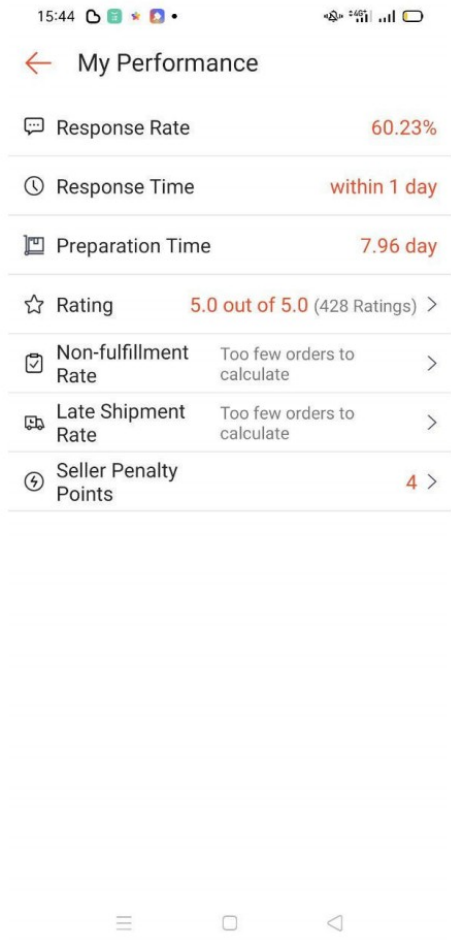 15:44
My Performance
Response Rate 60.23%
Response Time within 1 day
Preparation Time 7.96 day
Rating 5.0 out of 5.0 (428 Ratings)
Non-fulfillment Rate Too few orders to calculate
Late Shipment Rate Too few orders to calculate
Seller Penalty Points 4